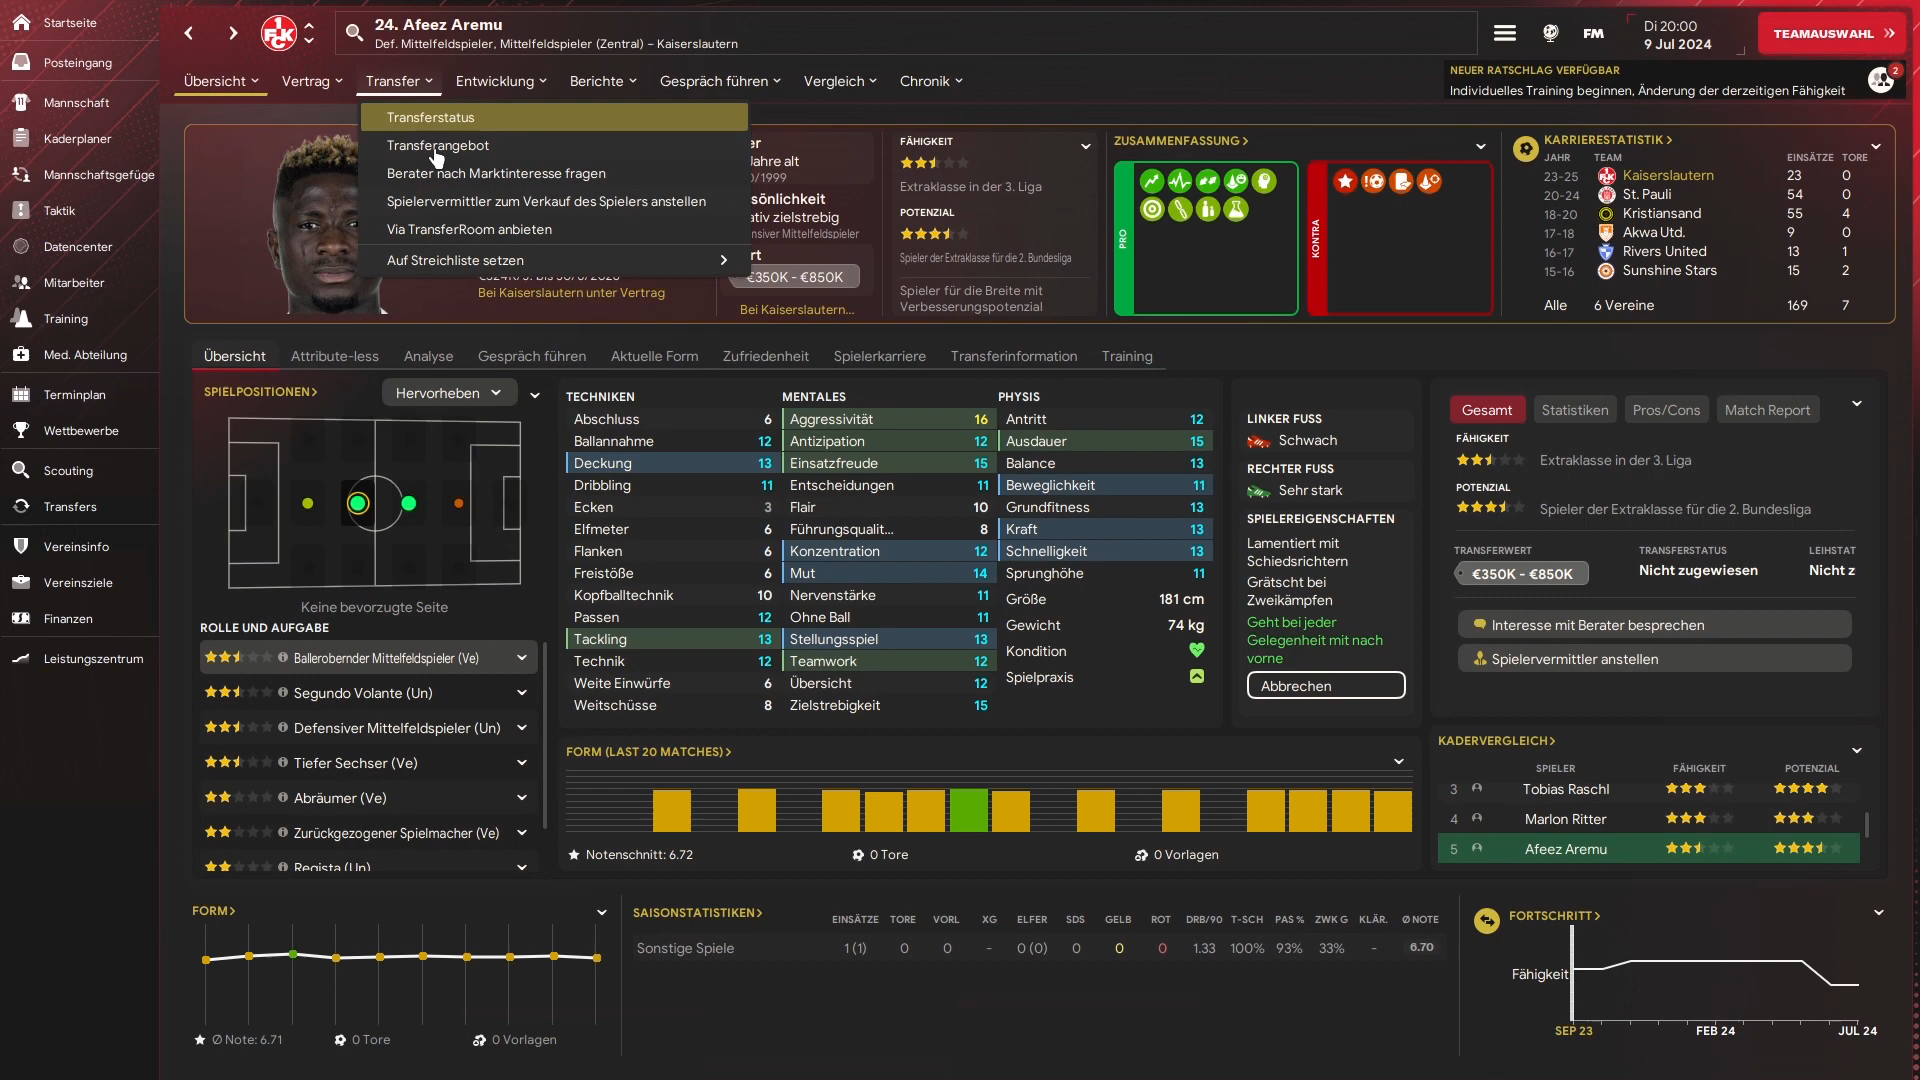 Startseite
Posteingang
Mannschaft
Kaderplaner
Mannschaftsgefüge
Taktik
Datencenter
Mitarbeiter
Training
Med. Abteilung
Terminplan
Wettbewerbe
Scouting
Transfers
Vereinsinfo
Vereinsziele
Finanzen
Leistungszentrum
24. Afeez Aremu
Def. Mittelfeldspieler, Mittelfeldspieler (Zentral) – Kaiserslautern
FM
Di 20:00
9 Jul 2024
TEAMAUSWAHL
Übersicht Vertrag Transfer Entwicklung Berichte Gespräch führen Vergleich Chronik
NEUER RATSCHLAG VERFÜGBAR
Individuelles Training beginnen, Änderung der derzeitigen Fähigkeit
2
Transferstatus
Transferangebot
Berater nach Marktinteresse fragen
Spielervermittler zum Verkauf des Spielers anstellen
Via TransferRoom anbieten
Auf Streichliste setzen
Bei Kaiserslautern unter Vertrag
er
Jahre alt
0/1999
sönlichkeit
ativ zielstrebig
nsiver Mittelfeldspieler
rt
€350K - €850K
Bei Kaiserslautern...
FÄHIGKEIT
Extraklasse in der 3. Liga
POTENZIAL
Spieler der Extraklasse für die 2. Bundesliga
Spieler für die Breite mit
Verbesserungspotenzial
ZUSAMMENFASSUNG
PRO
KONTRA
KARRIERESTATISTIK
JAHR TEAM EINSÄTZE TORE
23-25 Kaiserslautern 23 0
20-24 St. Pauli 54 0
18-20 Kristiansand 55 4
17-18 Akwa Utd. 9 0
16-17 Rivers United 13 1
15-16 Sunshine Stars 15 2
Alle 6 Vereine 169 7
Übersicht Attribute-less Analyse Gespräch führen Aktuelle Form Zufriedenheit Spielerkarriere Transferinformation Training
SPIELPOSITIONEN
Hervorheben
Keine bevorzugte Seite
ROLLE UND AUFGABE
Ballerobernder Mittelfeldspieler (Ve)
Segundo Volante (Un)
Defensiver Mittelfeldspieler (Un)
Tiefer Sechser (Ve)
Abräumer (Ve)
Zurückgezogener Spielmacher (Ve)
Regista (Un)
TECHNIKEN
Abschluss 6
Ballannahme 12
Deckung 13
Dribbling 11
Ecken 3
Elfmeter 6
Flanken 6
Freistöße 6
Kopfballtechnik 10
Passen 12
Tackling 13
Technik 12
Weite Einwürfe 6
Weitschüsse 8
MENTALES
Aggressivität 16
Antizipation 12
Einsatzfreude 15
Entscheidungen 11
Flair 10
Führungsqualit... 8
Konzentration 12
Mut 14
Nervenstärke 11
Ohne Ball 11
Stellungsspiel 13
Teamwork 12
Übersicht 12
Zielstrebigkeit 15
PHYSIS
Antritt 12
Ausdauer 15
Balance 13
Beweglichkeit 11
Grundfitness 13
Kraft 13
Schnelligkeit 13
Sprunghöhe 11
Größe 181 cm
Gewicht 74 kg
Kondition
Spielpraxis
LINKER FUSS
Schwach
RECHTER FUSS
Sehr stark
SPIELEREIGENSCHAFTEN
Lamentiert mit
Schiedsrichtern
Grätscht bei
Zweikämpfen
Geht bei jeder
Gelegenheit mit nach
vorne
Abbrechen
Gesamt Statistiken Pros/Cons Match Report
FÄHIGKEIT
Extraklasse in der 3. Liga
POTENZIAL
Spieler der Extraklasse für die 2. Bundesliga
TRANSFERWERT TRANSFERSTATUS LEIHSTAT
€350K - €850K Nicht zugewiesen Nicht z
Interesse mit Berater besprechen
Spielervermittler anstellen
FORM (LAST 20 MATCHES)
Notenschnitt: 6.72 0 Tore 0 Vorlagen
KADERVERGLEICH
SPIELER FÄHIGKEIT POTENZIAL
3 Tobias Raschl
4 Marlon Ritter
5 Afeez Aremu
FORM
Ø Note: 6.71 0 Tore 0 Vorlagen
SAISONSTATISTIKEN EINSÄTZE TORE VORL XG ELFER SDS GELB ROT DRB/90 T-SCH PAS % ZWK G KLÄR. Ø NOTE
Sonstige Spiele 1 (1) 0 0 - 0 (0) 0 0 0 1.33 100% 93% 33% - 6.70
FORTSCHRITT
Fähigkeit
SEP 23 FEB 24 JUL 24